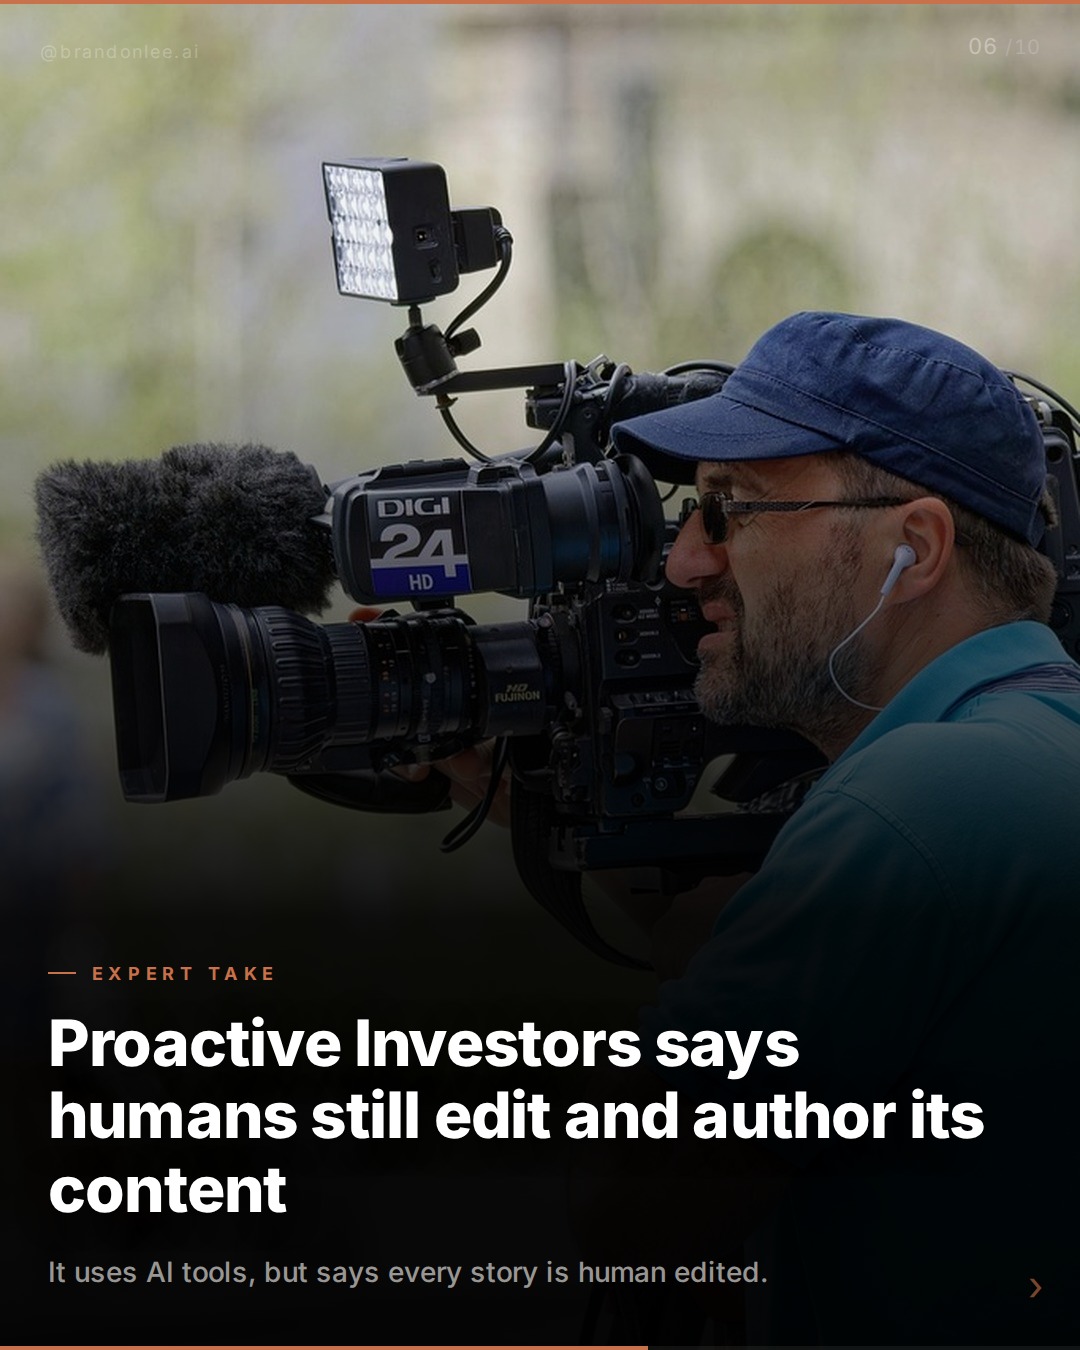 @brandonlee.ai
06 /10
DIGI
24
HD
HD
FUJINON
EXPERT TAKE
Proactive Investors says
humans still edit and author its
content
It uses AI tools, but says every story is human edited.